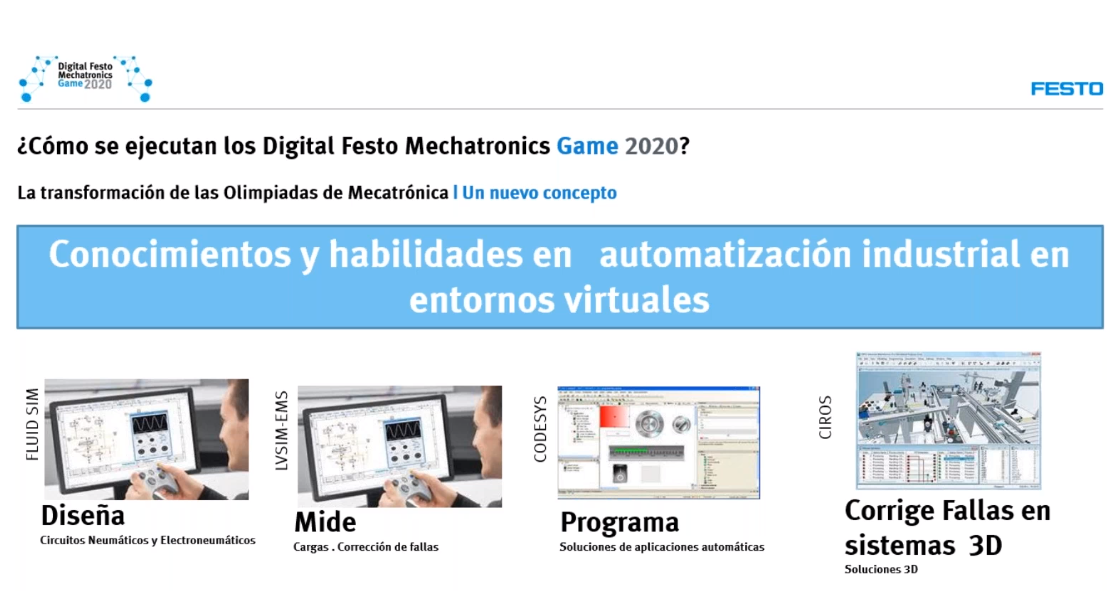 Digital Festo
Mechatronics
Game 2020
FESTO
¿Cómo se ejecutan los Digital Festo Mechatronics Game 2020?
La transformación de las Olimpiadas de Mecatrónica | Un nuevo concepto
Conocimientos y habilidades en automatización industrial en
entornos virtuales
FLUID SIM
Diseña
Circuitos Neumáticos y Electroneumáticos
LVSIM-EMS
Mide
Cargas . Corrección de fallas
CODESYS
Programa
Soluciones de aplicaciones automáticas
CIROS
Corrige Fallas en
sistemas 3D
Soluciones 3D